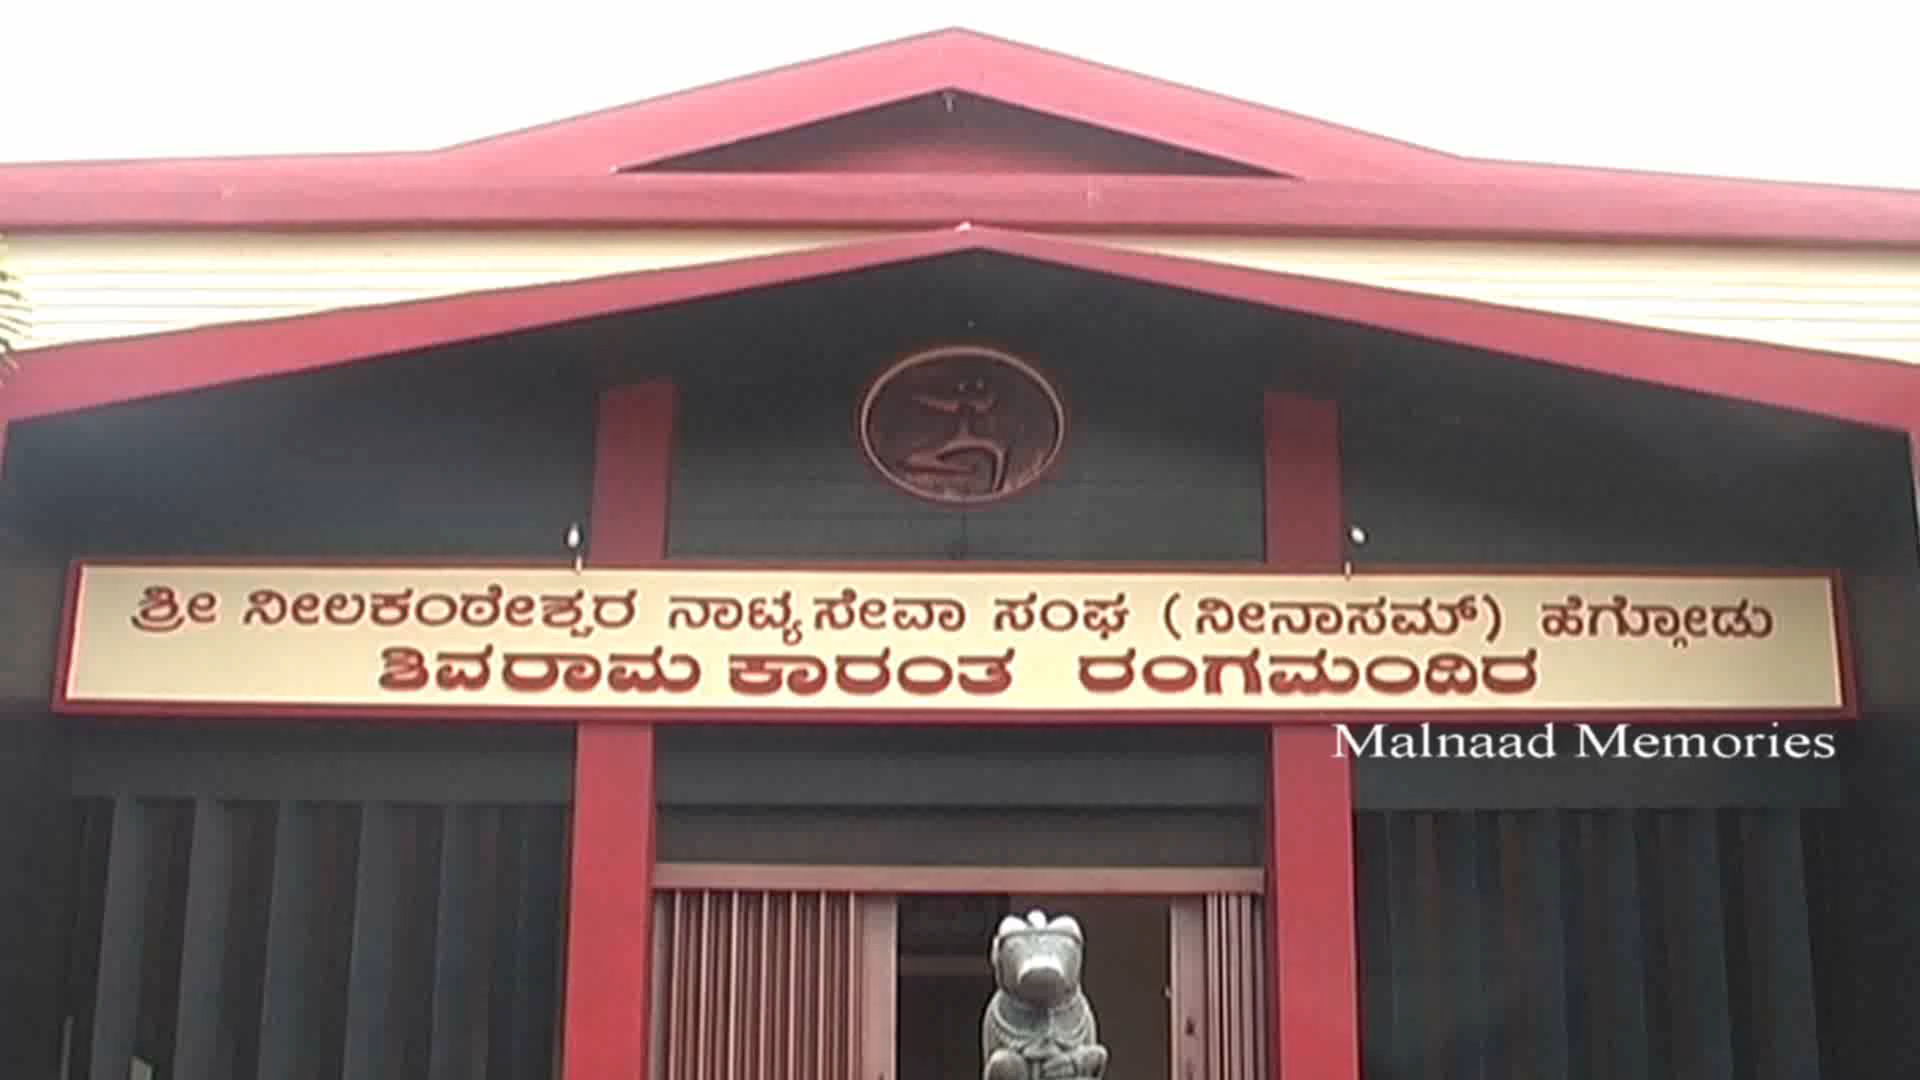 ಶ್ರೀ ನೀಲಕಂಠೇಶ್ವರ ನಾಟ್ಯಸೇವಾ ಸಂಘ (ನೀನಾಸಮ್) ಹೆಗ್ಗೋಡು
ಶಿವರಾಮ ಕಾರಂತ ರಂಗಮಂದಿರ
Malnaad Memories